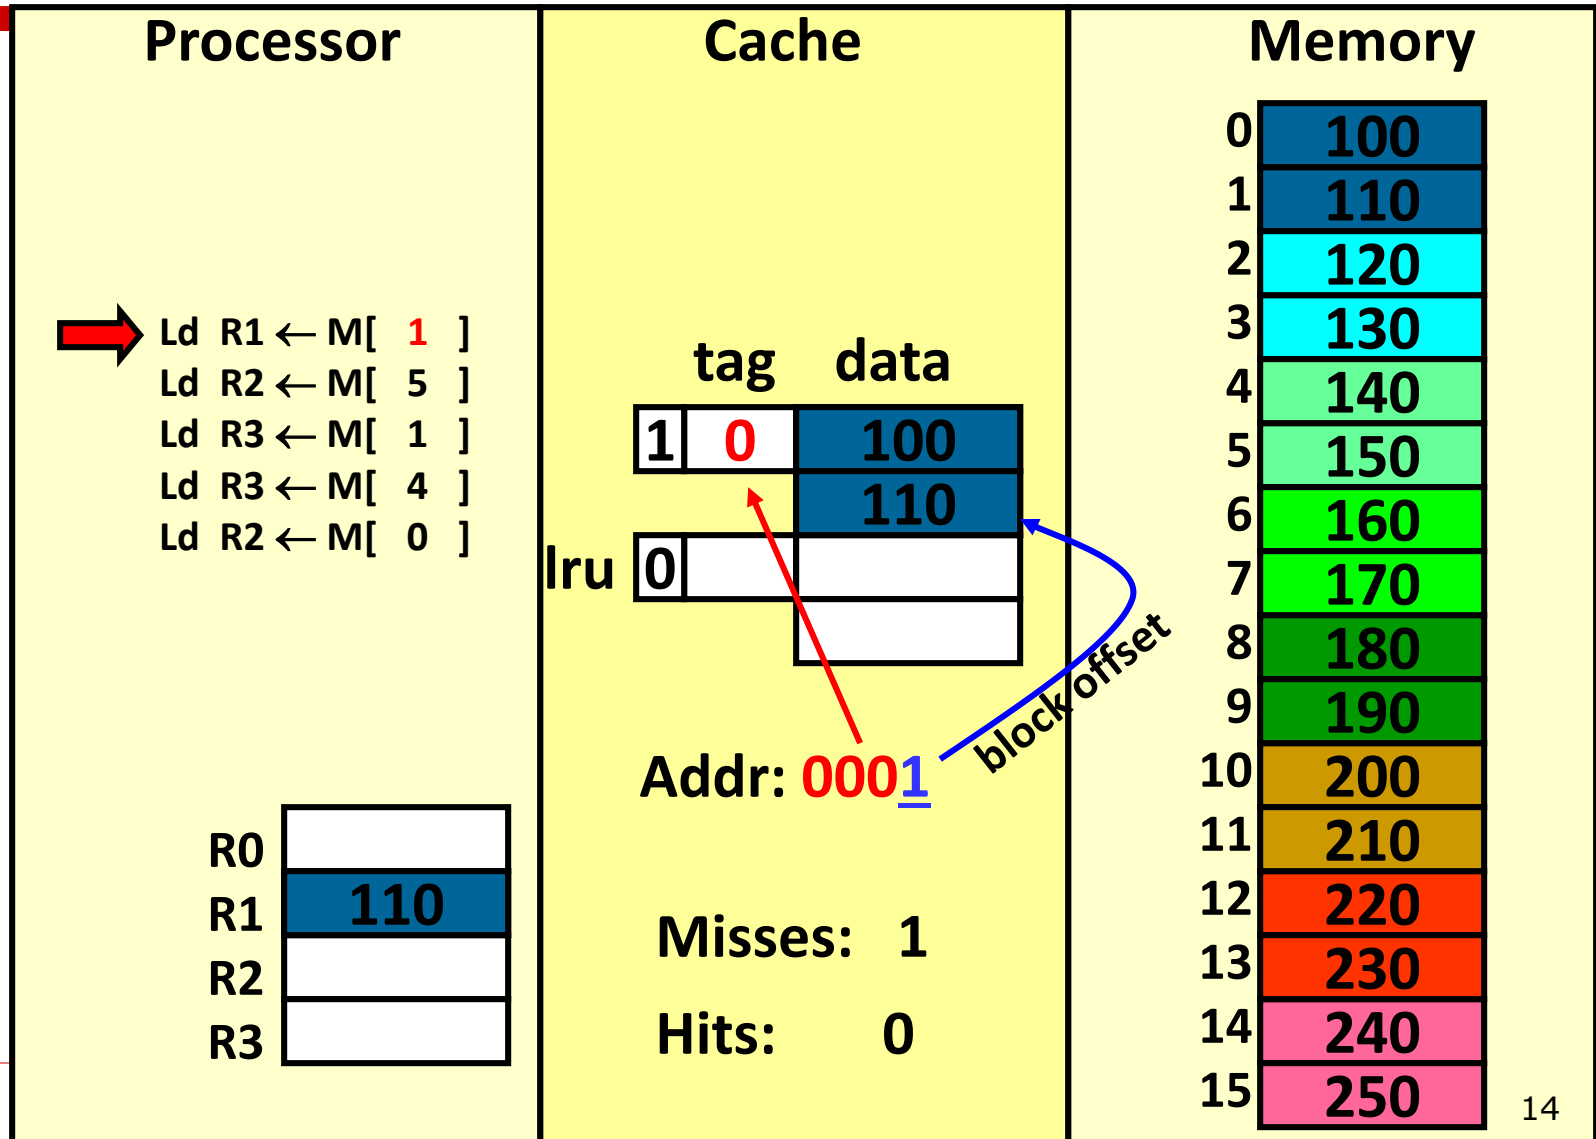 Processor
Ld R1 ← M[ 1 ]
Ld R2 ← M[ 5 ]
Ld R3 ← M[ 1 ]
Ld R3 ← M[ 4 ]
Ld R2 ← M[ 0 ]
R0
R1 110
R2
R3
Cache
tag data
1 0 100
110
lru 0
block offset
Addr: 0001
Misses: 1
Hits: 0
Memory
0 100
1 110
2 120
3 130
4 140
5 150
6 160
7 170
8 180
9 190
10 200
11 210
12 220
13 230
14 240
15 250
14